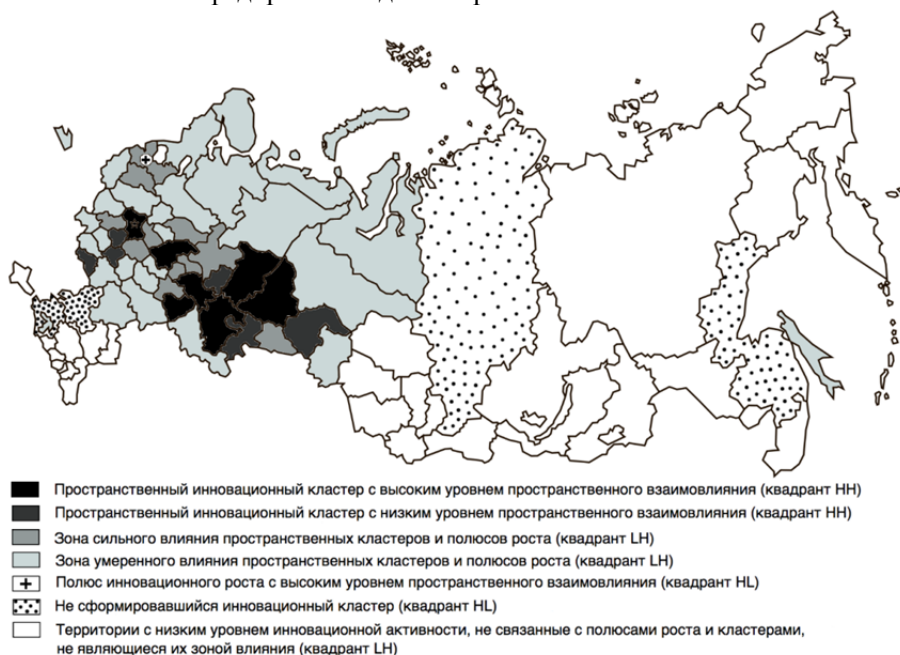 Пространственный инновационный кластер с высоким уровнем пространственного взаимовлияния (квадрант HH)
Пространственный инновационный кластер с низким уровнем пространственного взаимовлияния (квадрант HH)
Зона сильного влияния пространственных кластеров и полюсов роста (квадрант LH)
Зона умеренного влияния пространственных кластеров и полюсов роста (квадрант LH)
Полюс инновационного роста с высоким уровнем пространственного взаимовлияния (квадрант HL)
Не сформировавшийся инновационный кластер (квадрант HL)
Территории с низким уровнем инновационной активности, не связанные с полюсами роста и кластерами,
не являющиеся их зоной влияния (квадрант LH)